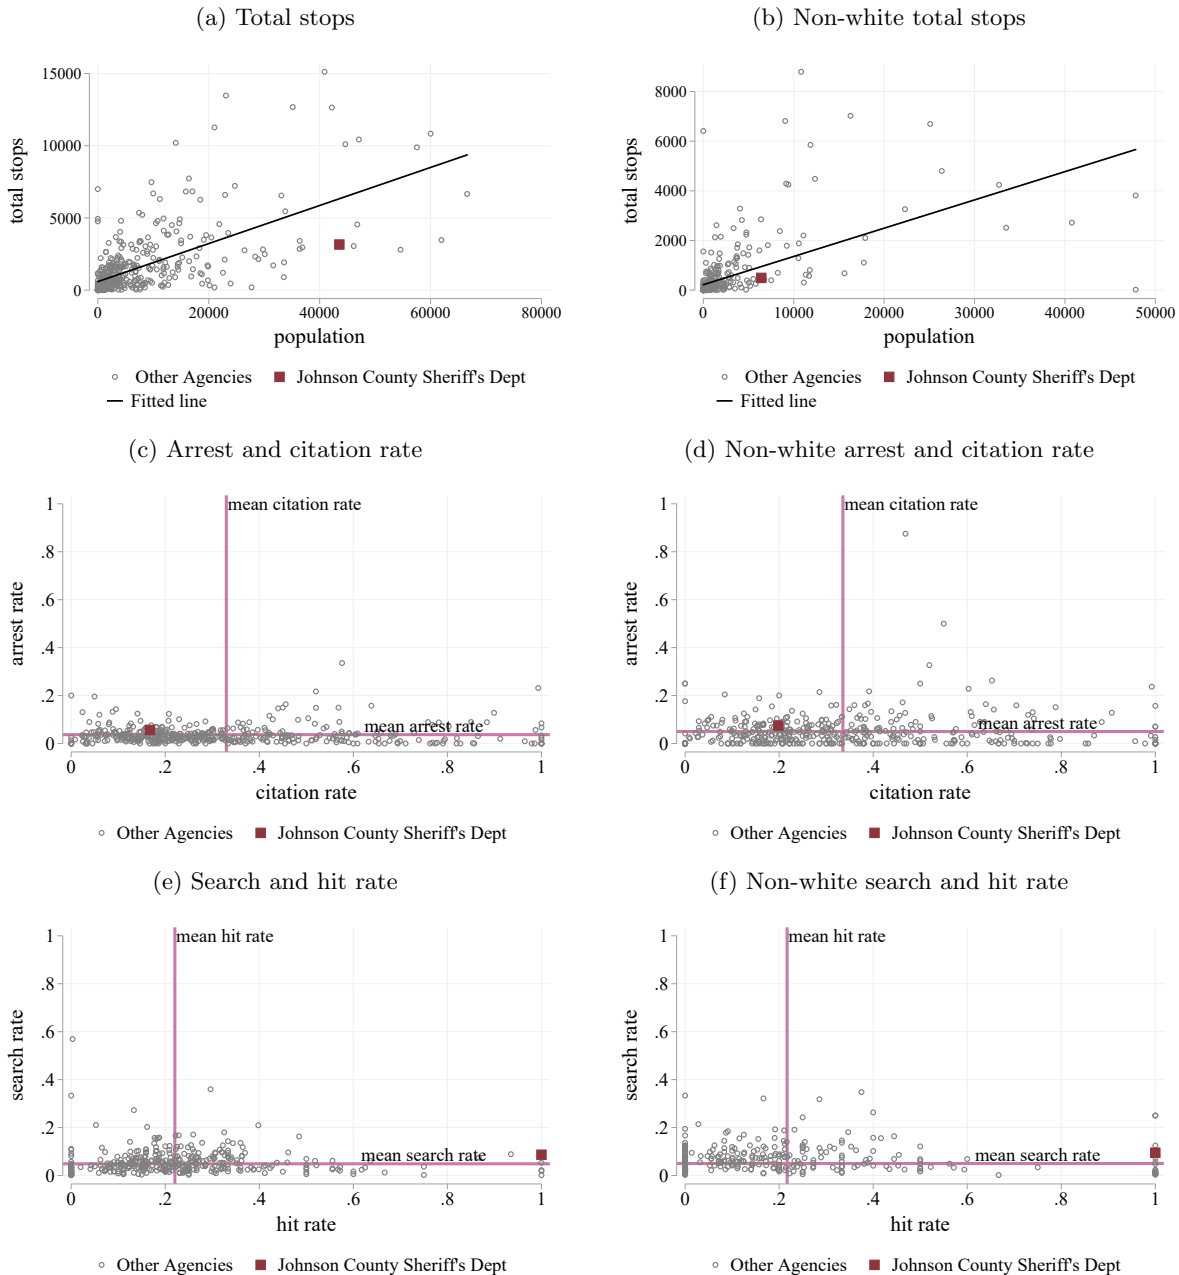 (a) Total stops
(b) Non-white total stops
15000
10000
5000
0
total stops
0 20000 40000 60000 80000
population
Other Agencies Johnson County Sheriff's Dept
Fitted line
8000
6000
4000
2000
0
total stops
0 10000 20000 30000 40000 50000
population
Other Agencies Johnson County Sheriff's Dept
Fitted line
(c) Arrest and citation rate
(d) Non-white arrest and citation rate
1
.8
.6
.4
.2
0
arrest rate
mean citation rate
mean arrest rate
0 .2 .4 .6 .8 1
citation rate
Other Agencies Johnson County Sheriff's Dept
1
.8
.6
.4
.2
0
arrest rate
mean citation rate
mean arrest rate
0 .2 .4 .6 .8 1
citation rate
Other Agencies Johnson County Sheriff's Dept
(e) Search and hit rate
(f) Non-white search and hit rate
1
.8
.6
.4
.2
0
search rate
mean hit rate
mean search rate
0 .2 .4 .6 .8 1
hit rate
Other Agencies Johnson County Sheriff's Dept
1
.8
.6
.4
.2
0
search rate
mean hit rate
mean search rate
0 .2 .4 .6 .8 1
hit rate
Other Agencies Johnson County Sheriff's Dept